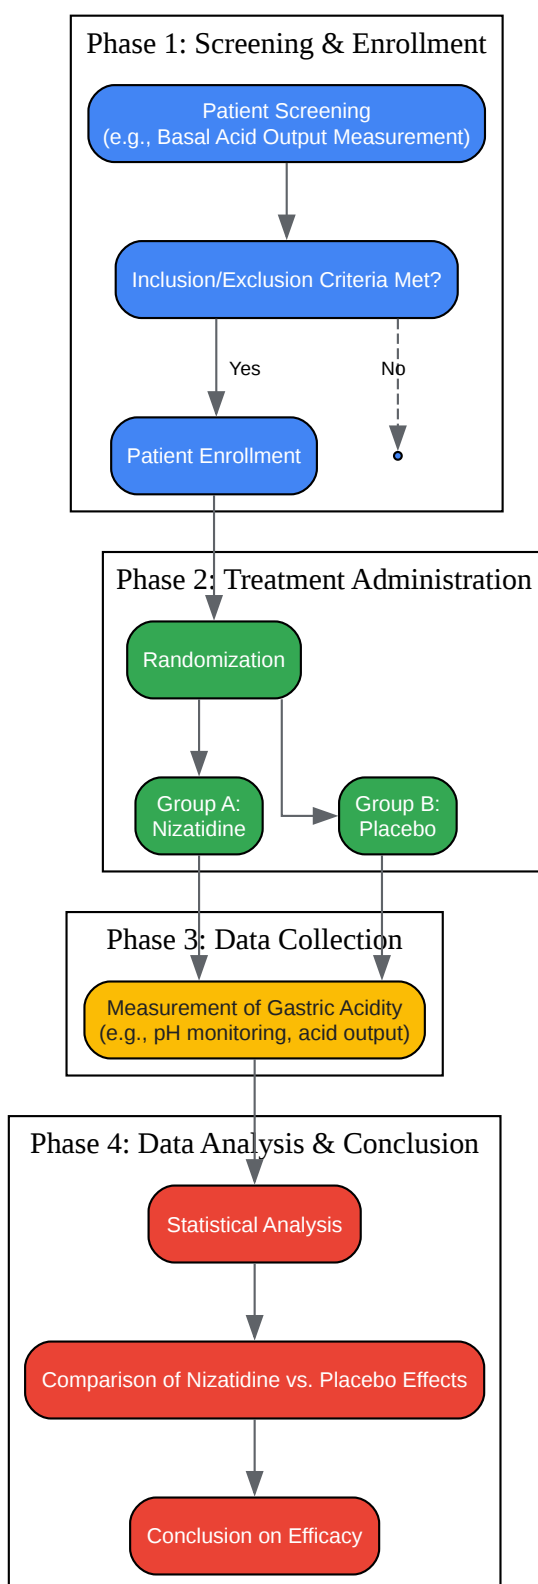 Phase 1: Screening & Enrollment
Patient Screening
(e.g., Basal Acid Output Measurement)
Inclusion/Exclusion Criteria Met?
Yes
No
Patient Enrollment
Phase 2: Treatment Administration
Randomization
Group A:
Nizatidine
Group B:
Placebo
Phase 3: Data Collection
Measurement of Gastric Acidity
(e.g., pH monitoring, acid output)
Phase 4: Data Analysis & Conclusion
Statistical Analysis
Comparison of Nizatidine vs. Placebo Effects
Conclusion on Efficacy